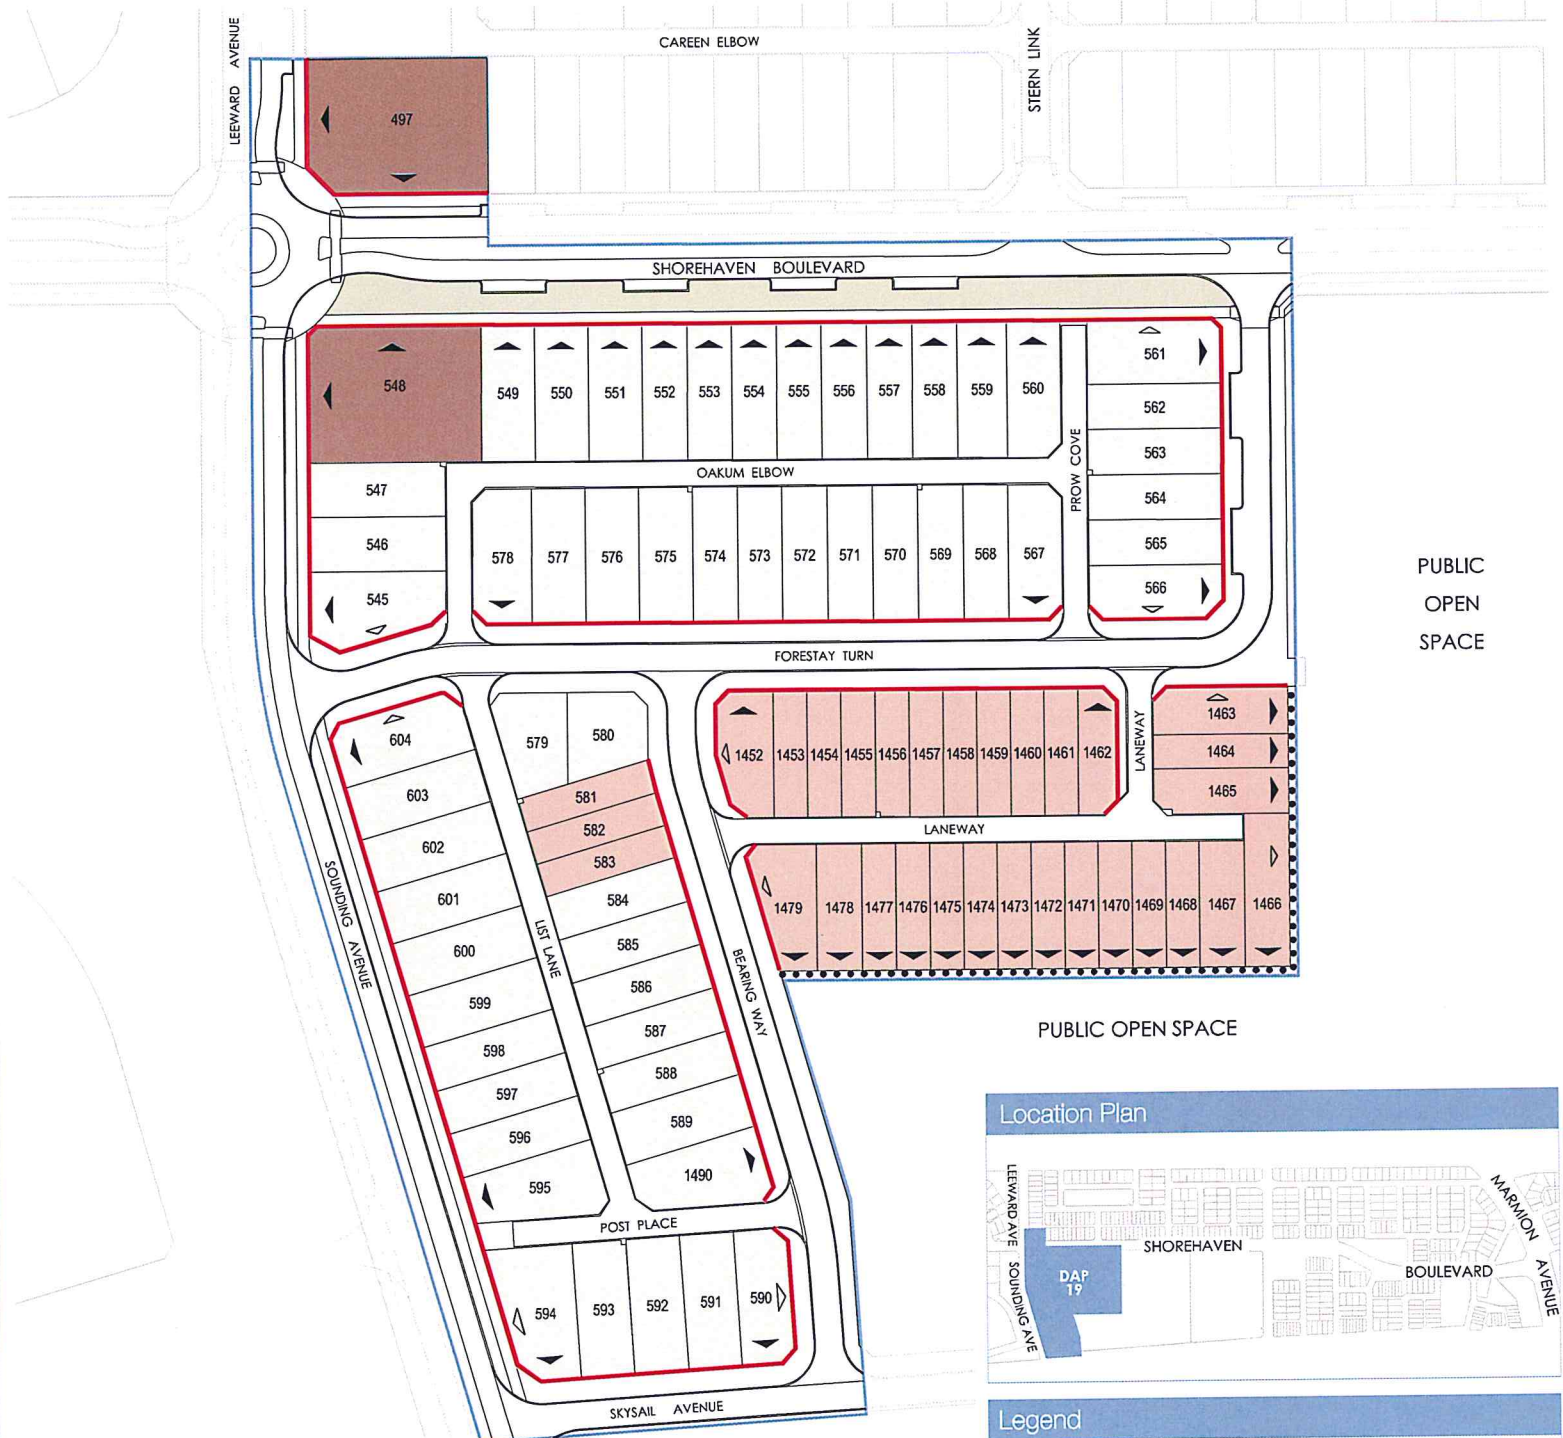 LEEWARD AVENUE
CAREEN ELBOW
STERN LINK
497
SHOREHAVEN BOULEVARD
548
549 550 551 552 553 554 555 556 557 558 559 560
561
562
563
564
565
566
PROW COVE
OAKUM ELBOW
547
546
545
578 577 576 575 574 573 572 571 570 569 568 567
PUBLIC
OPEN
SPACE
FORESTAY TURN
604
603
602
601
600
599
598
597
596
595
579 580
581
582
583
584
585
586
587
588
589
1490
SOUNDING AVENUE
LIST LANE
BEARING WAY
1452 1453 1454 1455 1456 1457 1458 1459 1460 1461 1462
LANEWAY
1463
1464
1465
LANEWAY
1479 1478 1477 1476 1475 1474 1473 1472 1471 1470 1469 1468 1467 1466
PUBLIC OPEN SPACE
POST PLACE
594 593 592 591 590
SKYSAIL AVENUE
Location Plan
LEEWARD AVE
SOUNDING AVE
SHOREHAVEN
BOULEVARD
MARMION
AVENUE
DAP
19
Legend